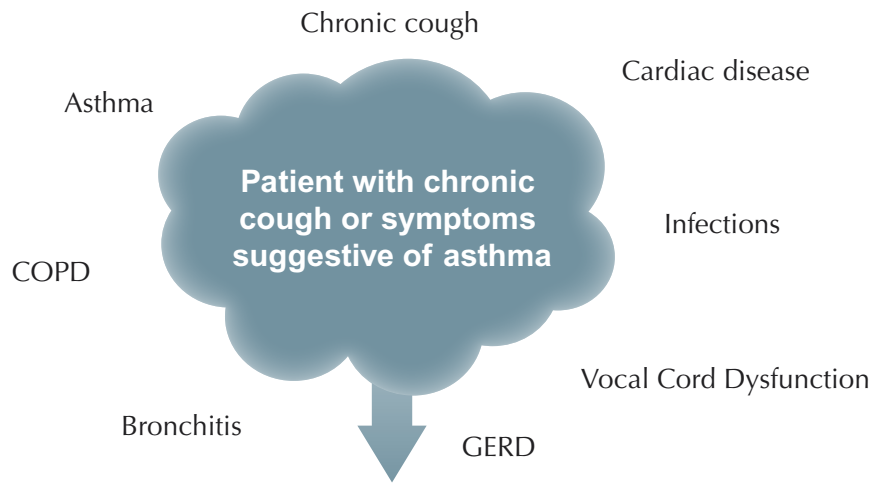 Chronic cough
Cardiac disease
Asthma
Patient with chronic
cough or symptoms
suggestive of asthma
Infections
COPD
Vocal Cord Dysfunction
Bronchitis
GERD